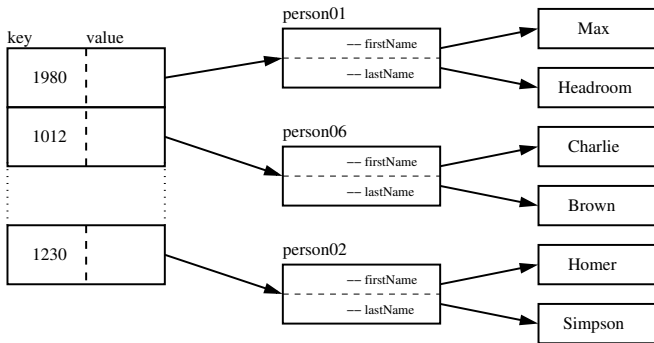 key value
1980
1012
1230
person01
–– firstName
–– lastName
person06
–– firstName
–– lastName
person02
–– firstName
–– lastName
Max
Headroom
Charlie
Brown
Homer
Simpson